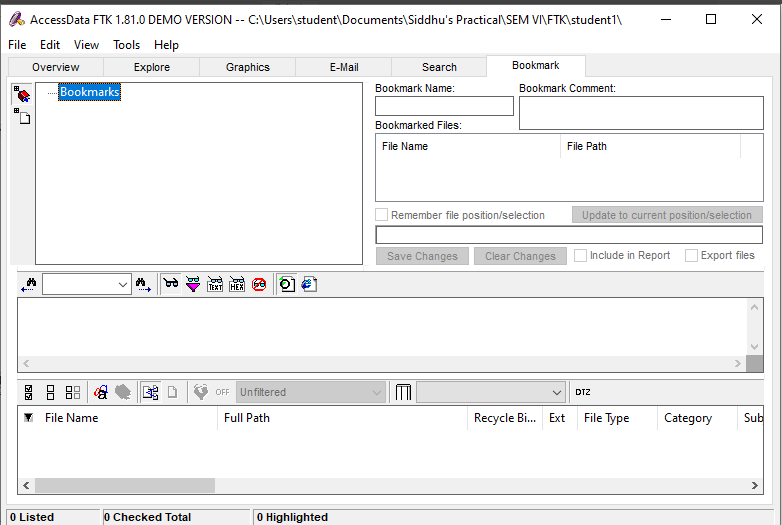 AccessData FTK 1.81.0 DEMO VERSION -- C:\Users\student\Documents\Siddhu's Practical\SEM VI\FTK\student1\
File Edit View Tools Help
Overview Explore Graphics E-Mail Search Bookmark
Bookmarks
Bookmark Name: Bookmark Comment:
Bookmarked Files:
File Name File Path
Remember file position/selection Update to current position/selection
Save Changes Clear Changes Include in Report Export files
TEXT HEX
OFF Unfiltered DTZ
File Name Full Path Recycle Bi... Ext File Type Category Sub
0 Listed 0 Checked Total 0 Highlighted